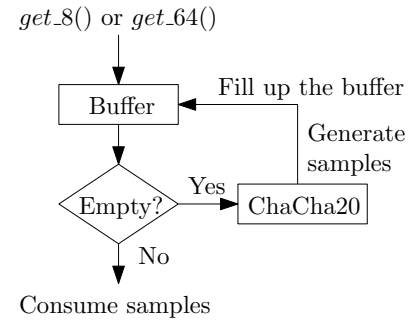 get_8() or get_64()
Fill up the buffer
Buffer
Generate
samples
Yes
Empty?
ChaCha20
No
Consume samples